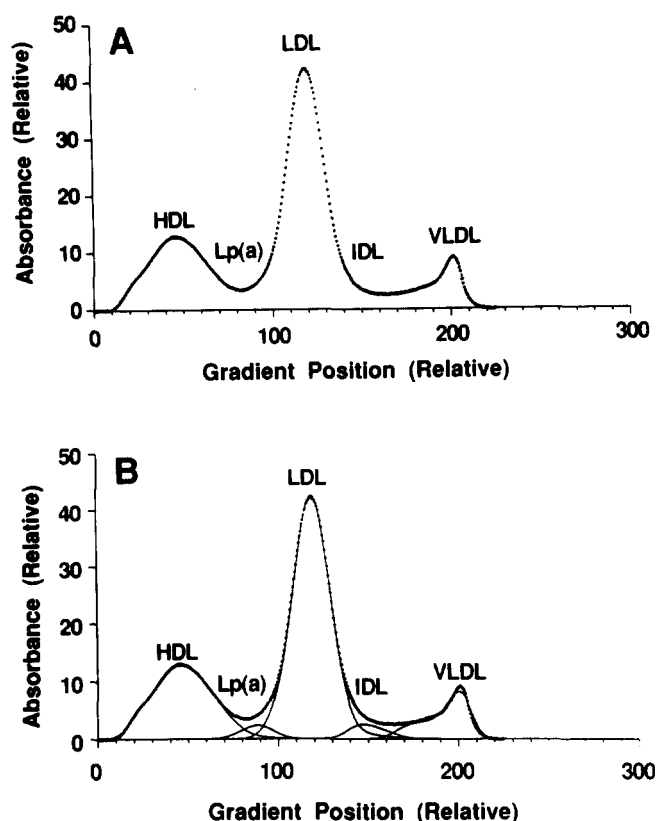 A
50
40
30
20
10
0
Absorbance (Relative)
HDL
Lp(a)
LDL
IDL
VLDL
0
100
200
300
Gradient Position (Relative)
B
50
40
30
20
10
0
Absorbance (Relative)
HDL
Lp(a)
LDL
IDL
VLDL
0
100
200
300
Gradient Position (Relative)